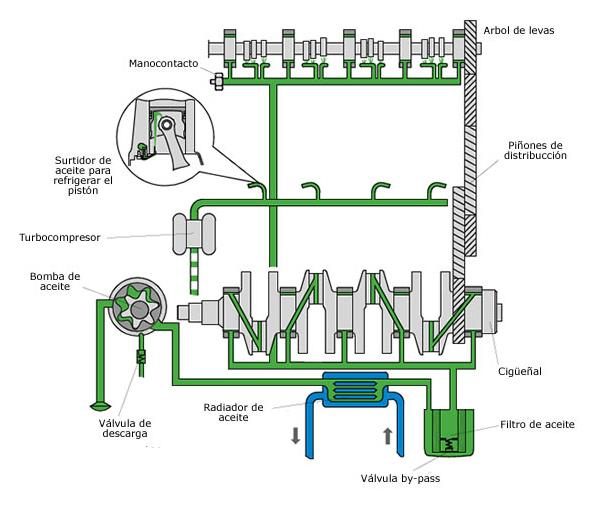 Arbol de levas
Manocontacto
Piñones de
distribucción
Surtidor de
aceite para
refrigerar el
pistón
Turbocompresor
Bomba de
aceite
Cigüeñal
Radiador de
aceite
Válvula de
descarga
Filtro de aceite
Válvula by-pass